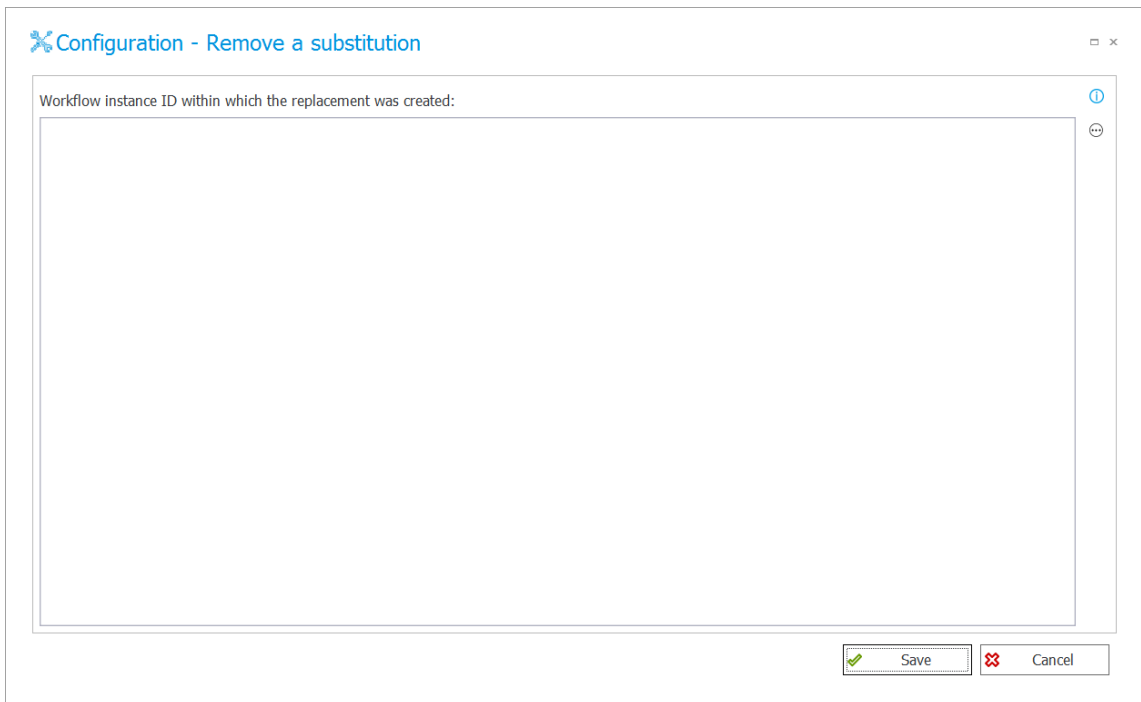 Configuration - Remove a substitution
Workflow instance ID within which the replacement was created:
Save
Cancel